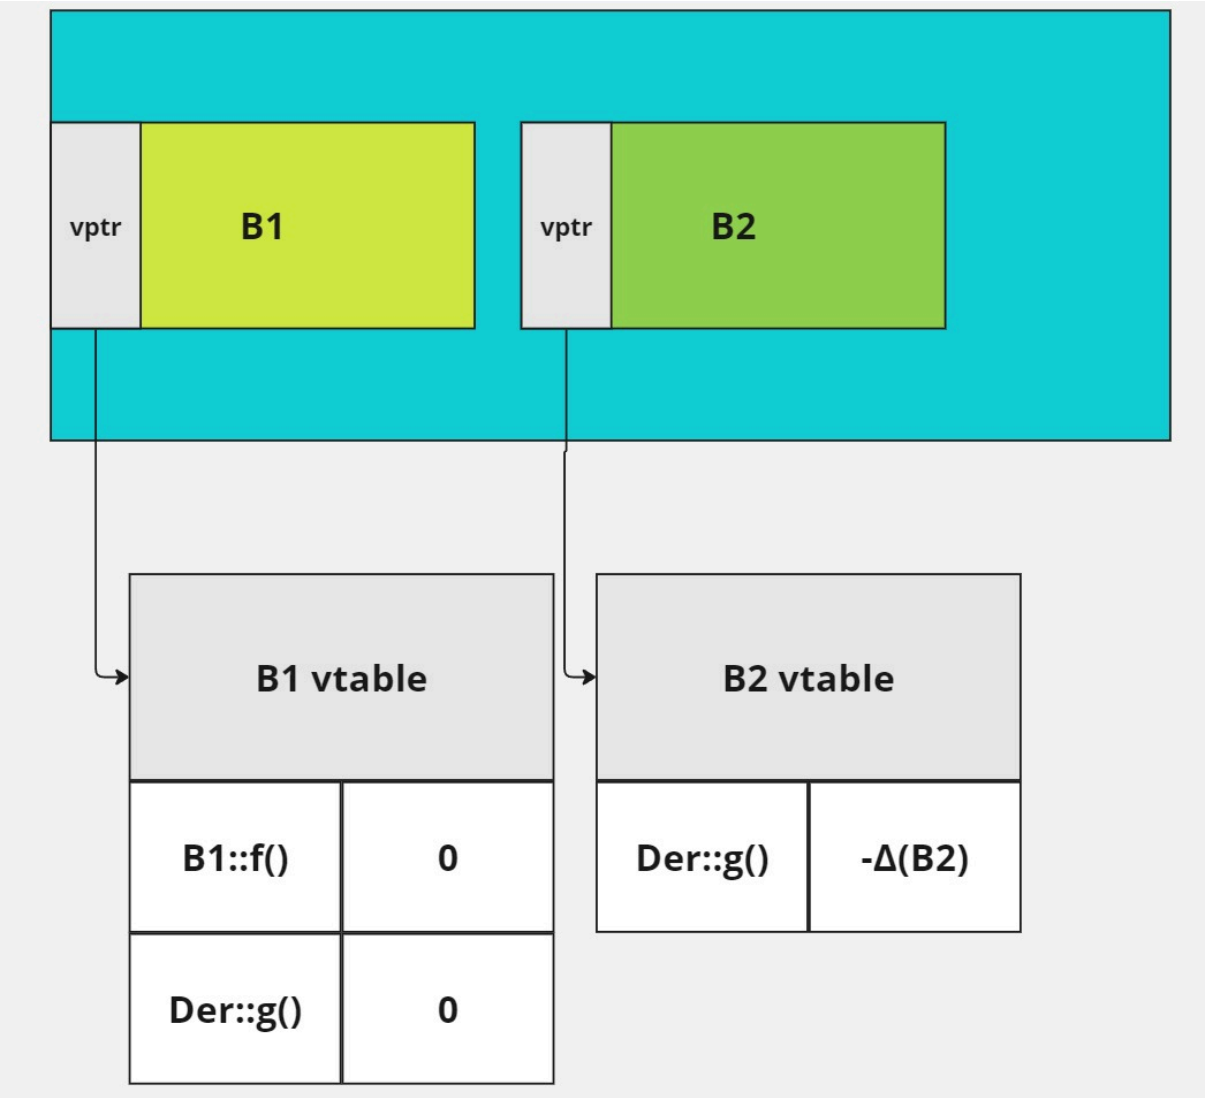 vptr
B1
vptr
B2
B1 vtable
B2 vtable
B1::f()
0
Der::g()
-Δ(B2)
Der::g()
0